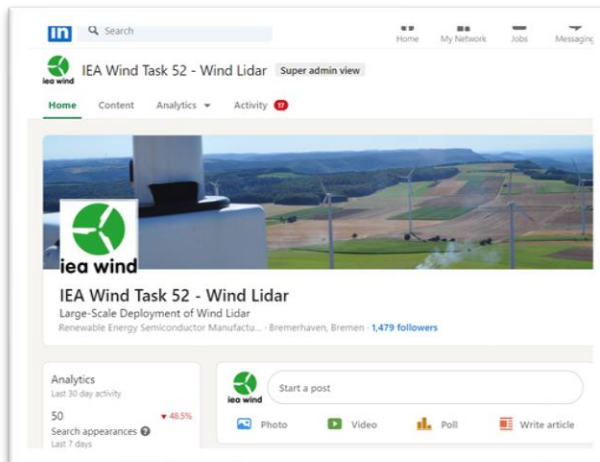 in Search
Home My Network Jobs Messaging
iea wind IEA Wind Task 52 - Wind Lidar Super admin view
Home Content Analytics Activity 17
iea wind
IEA Wind Task 52 - Wind Lidar
Large-Scale Deployment of Wind Lidar
Renewable Energy Semiconductor Manufactu... · Bremerhaven, Bremen · 1,479 followers
Analytics
Last 30 day activity
50 48.5%
Search appearances
Last 7 days
iea wind Start a post
Photo Video Poll Write article